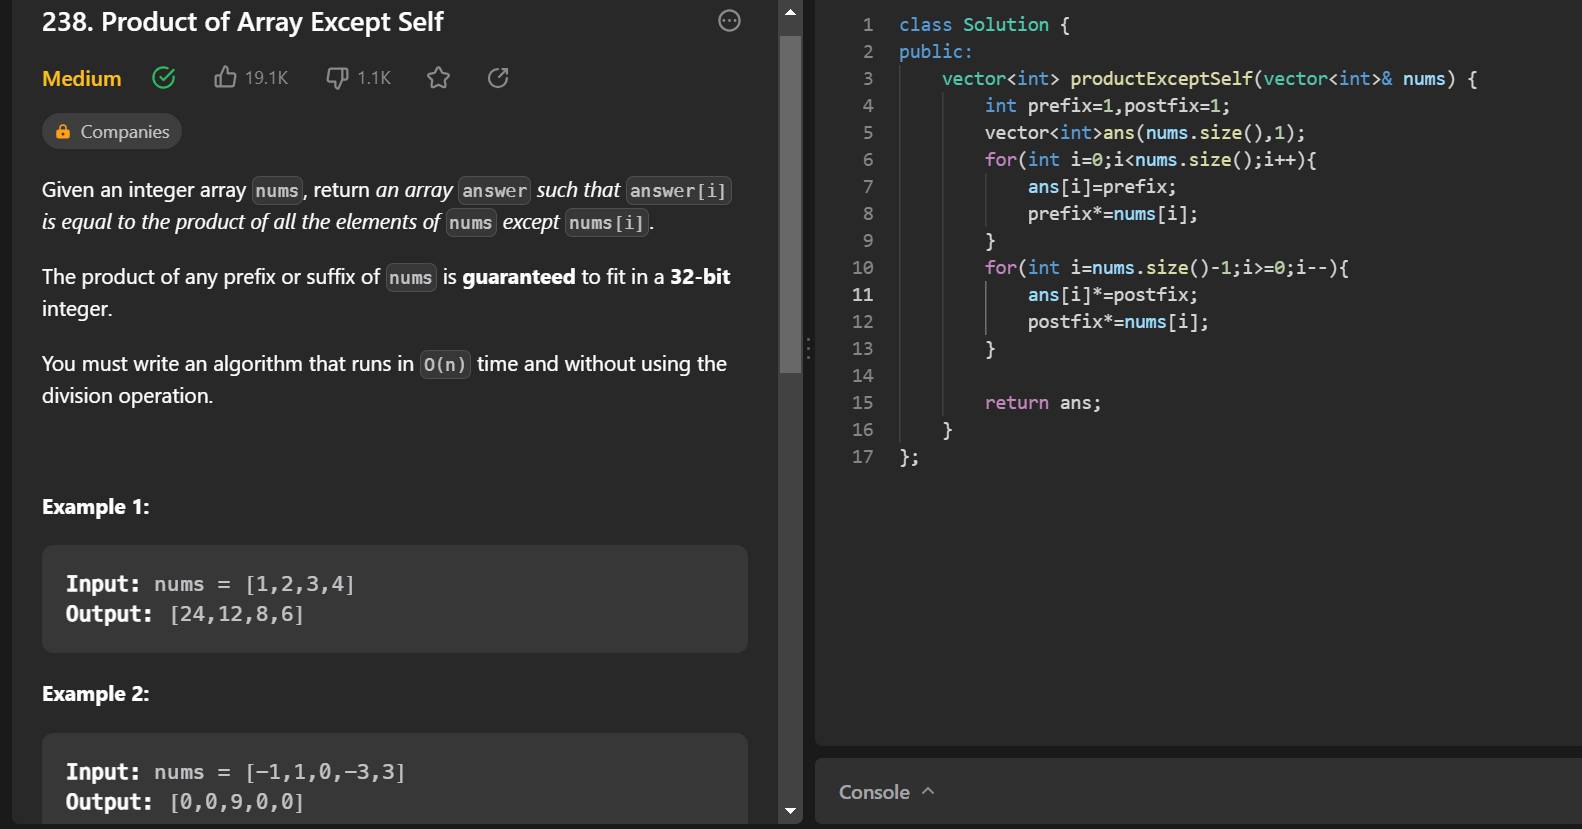 238. Product of Array Except Self
Medium 19.1K 1.1K
Companies
Given an integer array nums, return an array answer such that answer[i]
is equal to the product of all the elements of nums except nums[i].
The product of any prefix or suffix of nums is guaranteed to fit in a 32-bit
integer.
You must write an algorithm that runs in O(n) time and without using the
division operation.
Example 1:
Input: nums = [1,2,3,4]
Output: [24,12,8,6]
Example 2:
Input: nums = [-1,1,0,-3,3]
Output: [0,0,9,0,0]
1 class Solution {
2 public:
3     vector<int> productExceptSelf(vector<int>& nums) {
4         int prefix=1,postfix=1;
5         vector<int>ans(nums.size(),1);
6         for(int i=0;i<nums.size();i++){
7             ans[i]=prefix;
8             prefix*=nums[i];
9         }
10         for(int i=nums.size()-1;i>=0;i--){
11             ans[i]*=postfix;
12             postfix*=nums[i];
13         }
14
15         return ans;
16     }
17 };
Console